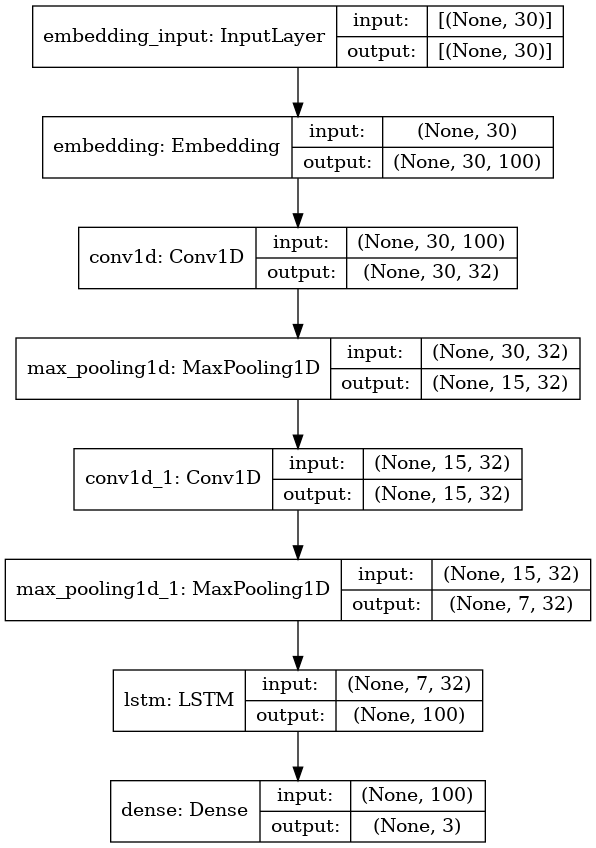 embedding_input: InputLayer
input: [(None, 30)]
output: [(None, 30)]
embedding: Embedding
input: (None, 30)
output: (None, 30, 100)
conv1d: Conv1D
input: (None, 30, 100)
output: (None, 30, 32)
max_pooling1d: MaxPooling1D
input: (None, 30, 32)
output: (None, 15, 32)
conv1d_1: Conv1D
input: (None, 15, 32)
output: (None, 15, 32)
max_pooling1d_1: MaxPooling1D
input: (None, 15, 32)
output: (None, 7, 32)
lstm: LSTM
input: (None, 7, 32)
output: (None, 100)
dense: Dense
input: (None, 100)
output: (None, 3)